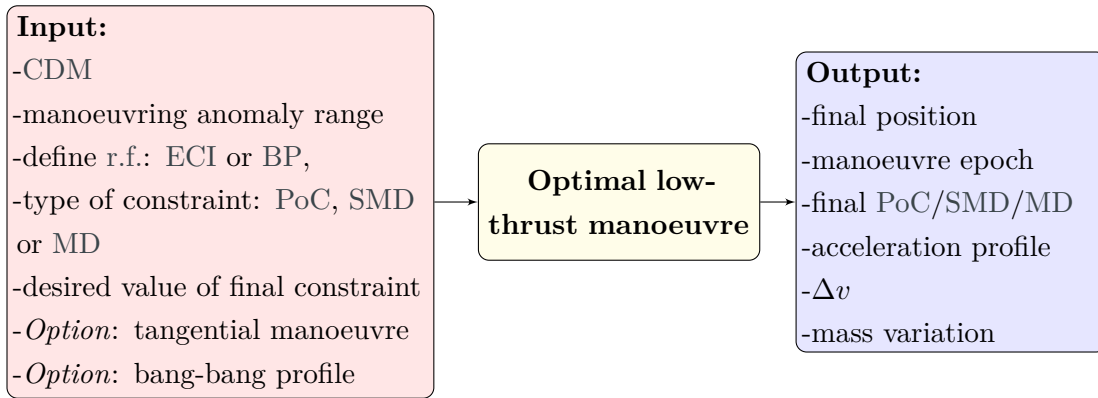 Input:
-CDM
-manoeuvring anomaly range
-define r.f.: ECI or BP,
-type of constraint: PoC, SMD
or MD
-desired value of final constraint
-Option: tangential manoeuvre
-Option: bang-bang profile
Optimal low-
thrust manoeuvre
Output:
-final position
-manoeuvre epoch
-final PoC/SMD/MD
-acceleration profile
-Δv
-mass variation